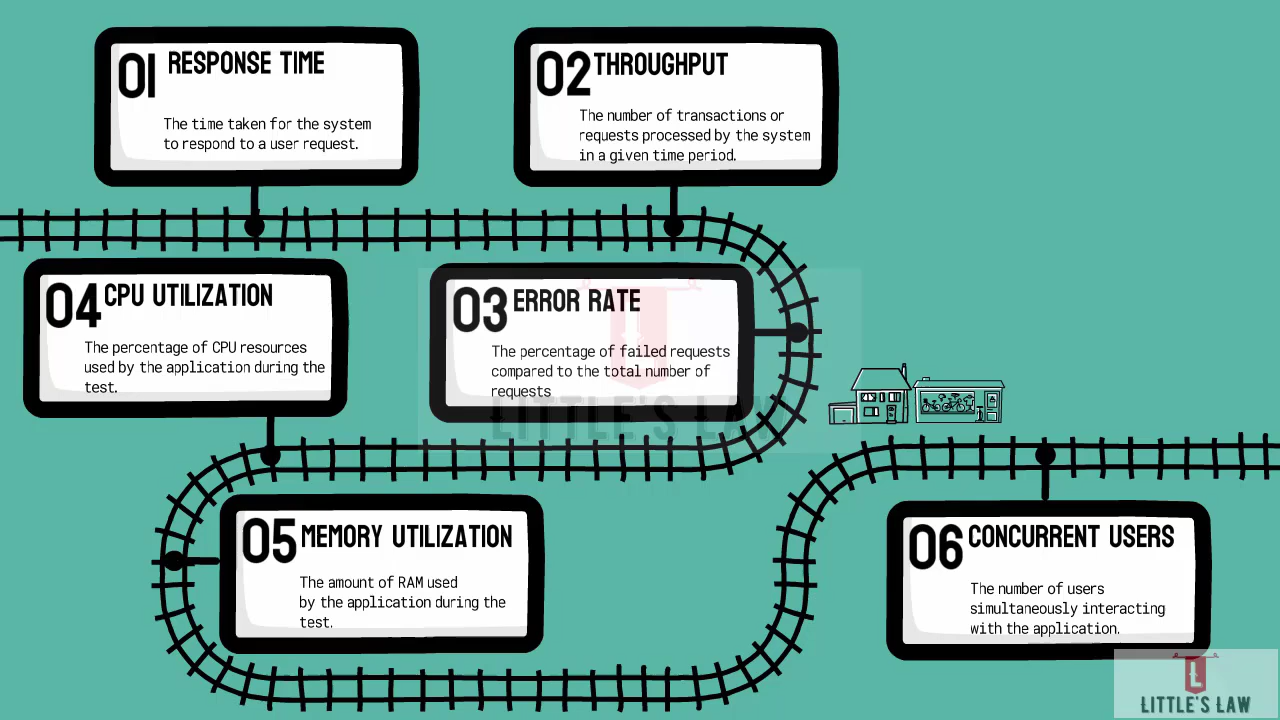 01 RESPONSE TIME
The time taken for the system
to respond to a user request.
02 THROUGHPUT
The number of transactions or
requests processed by the system
in a given time period.
03 ERROR RATE
The percentage of failed requests
compared to the total number of
requests
04 CPU UTILIZATION
The percentage of CPU resources
used by the application during the
test.
05 MEMORY UTILIZATION
The amount of RAM used
by the application during the
test.
06 CONCURRENT USERS
The number of users
simultaneously interacting
with the application.
LITTLE'S LAW
L
LITTLE'S LAW